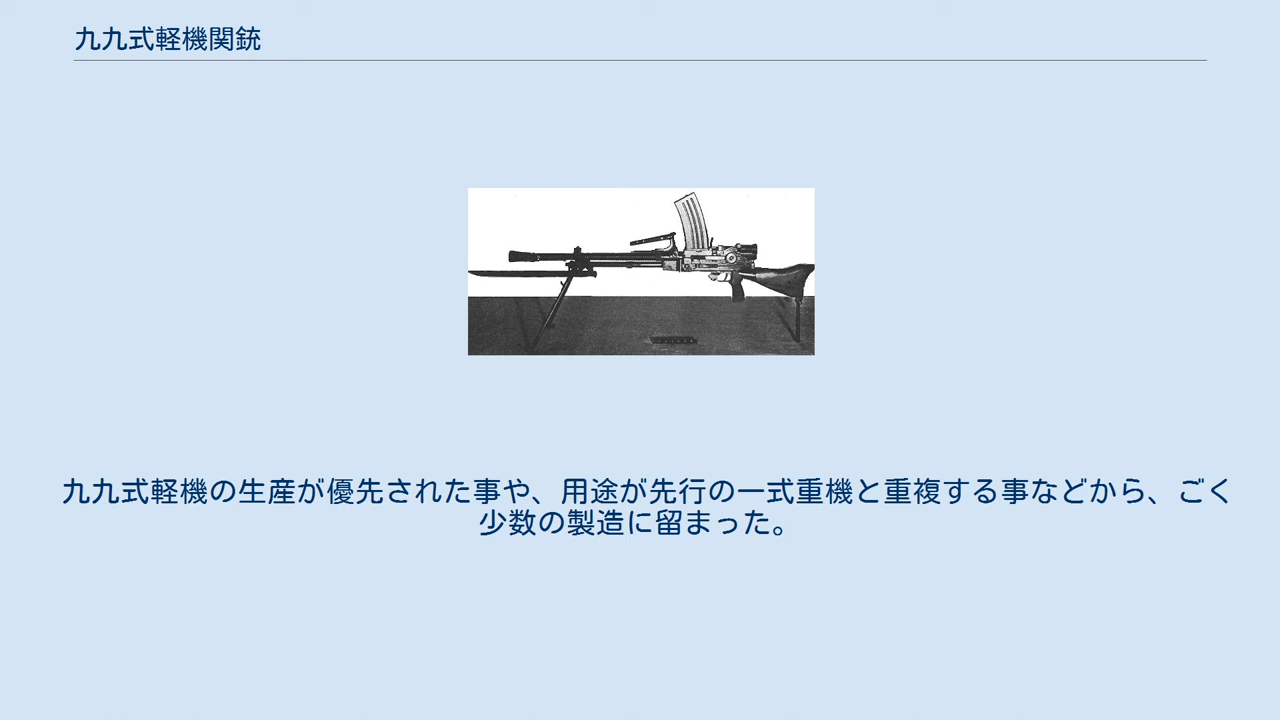 九九式軽機関銃
九九式軽機の生産が優先された事や、用途が先行の一式重機と重複する事などから、ごく
少数の製造に留まった。